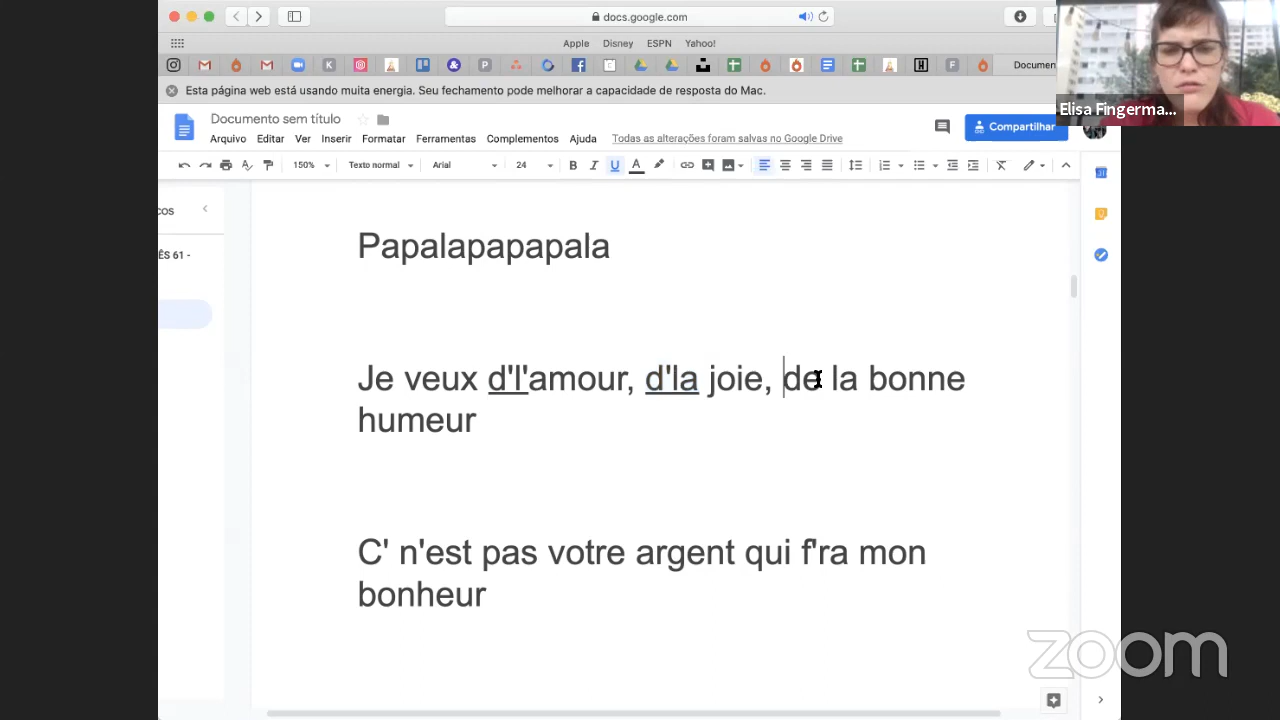 docs.google.com
Apple Disney ESPN Yahoo!
Documen
Esta página web está usando muita energia. Seu fechamento pode melhorar a capacidade de resposta do Mac.
Elisa Fingerma...
Documento sem título
Arquivo Editar Ver Inserir Formatar Ferramentas Complementos Ajuda Todas as alterações foram salvas no Google Drive
Compartilhar
150% Texto normal Arial 24 B I U A
cos
ÊS 61 -
Papalapapapala
Je veux d'l'amour, d'la joie, de la bonne
humeur
C' n'est pas votre argent qui f'ra mon
bonheur
zoom